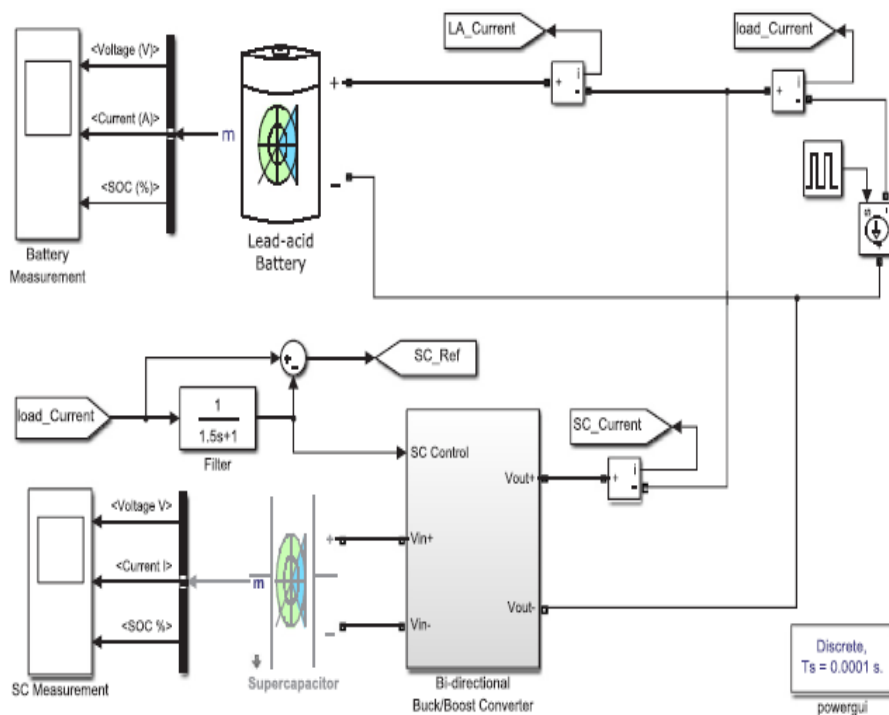 LA_Current
load_Current
<Voltage (V)>
<Current (A)>
<SOC (%)>
m
+
−
+
i
-
+
i
-
s
-
+
Lead-acid
Battery
Battery
Measurement
SC_Ref
+
-
load_Current
1
1.5s+1
Filter
SC_Current
SC Control
Vout+
+
i
-
<Voltage V>
<Current I>
<SOC %>
m
+
−
Vin+
Vin-
Vout-
Supercapacitor
SC Measurement
Bi-directional
Buck/Boost Converter
Discrete,
Ts = 0.0001 s.
powergui